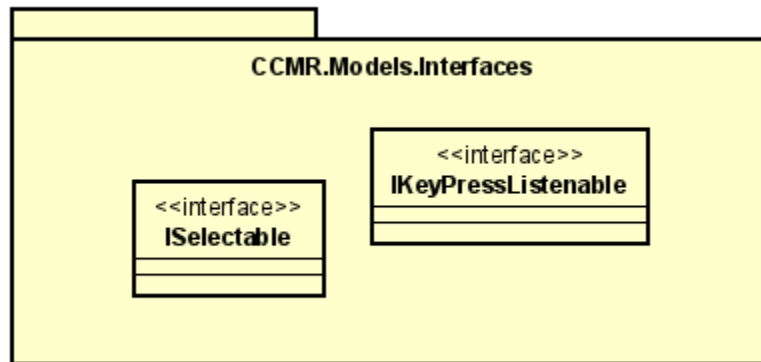 CCMR.Models.Interfaces
<<interface>>
IKeyPressListenable
<<interface>>
ISelectable